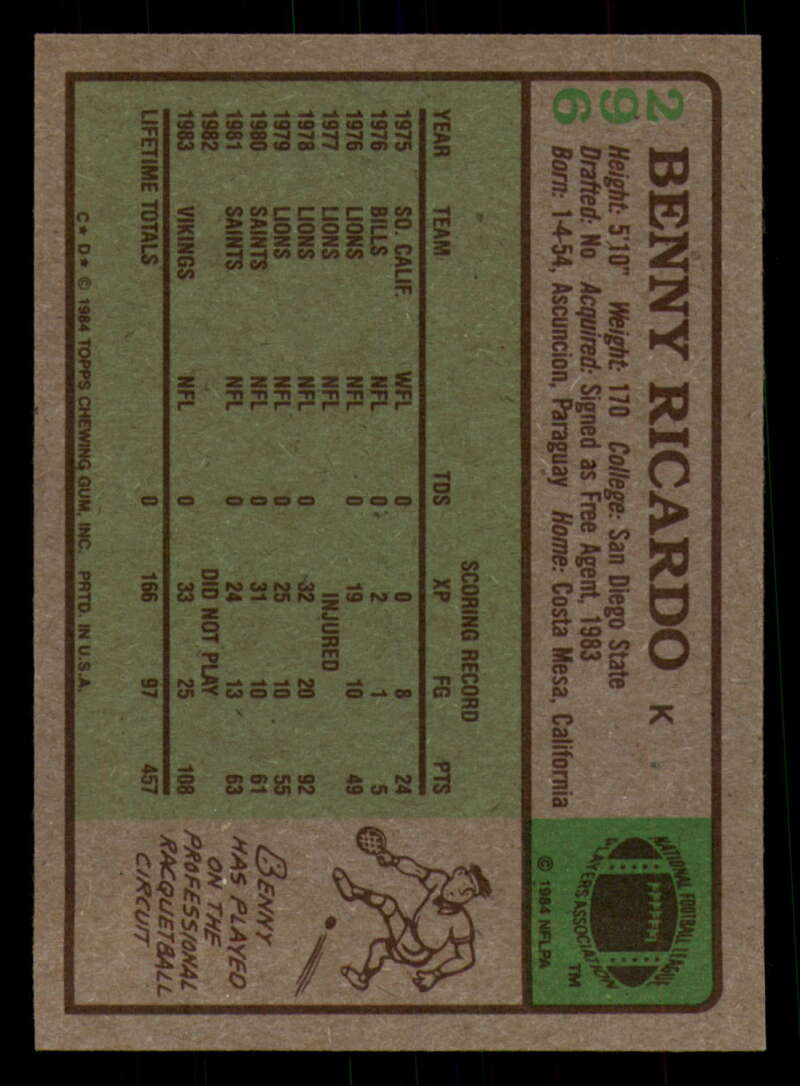 296
BENNY RICARDO K
Height: 5'10" Weight: 170 College: San Diego State
Drafted: No Acquired: Signed as Free Agent, 1983
Born: 1-4-54, Ascuncion, Paraguay Home: Costa Mesa, California
NATIONAL FOOTBALL LEAGUE
PLAYERS ASSOCIATION
TM
© 1984 NFLPA
SCORING RECORD
YEAR TEAM TDS XP FG PTS
1975 SO. CALIF. WFL 0 0 8 24
1976 BILLS NFL 0 2 1 5
1976 LIONS NFL 0 19 10 49
1977 LIONS NFL INJURED
1978 LIONS NFL 0 32 20 92
1979 LIONS NFL 0 25 10 55
1980 SAINTS NFL 0 31 10 61
1981 SAINTS NFL 0 24 13 63
1982 DID NOT PLAY
1983 VIKINGS NFL 0 33 25 108
LIFETIME TOTALS 0 166 97 457
BENNY
HAS PLAYED
ON THE
PROFESSIONAL
RACQUETBALL
CIRCUIT
C* D* © 1984 TOPPS CHEWING GUM, INC. PRTD. IN U.S.A.